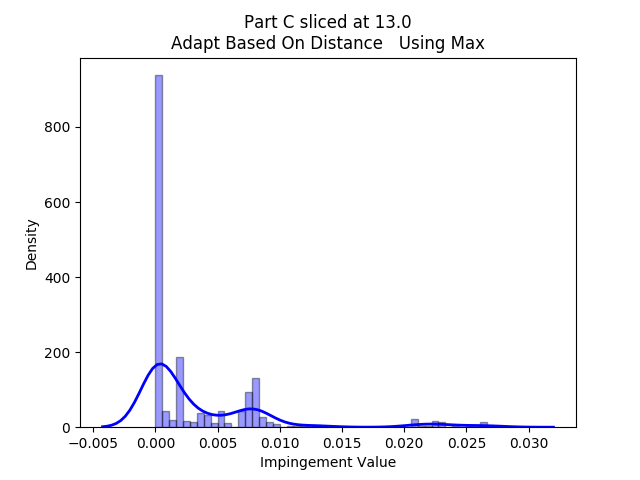 Part C sliced at 13.0
Adapt Based On Distance   Using Max
Density
800
600
400
200
0
−0.005 0.000 0.005 0.010 0.015 0.020 0.025 0.030
Impingement Value